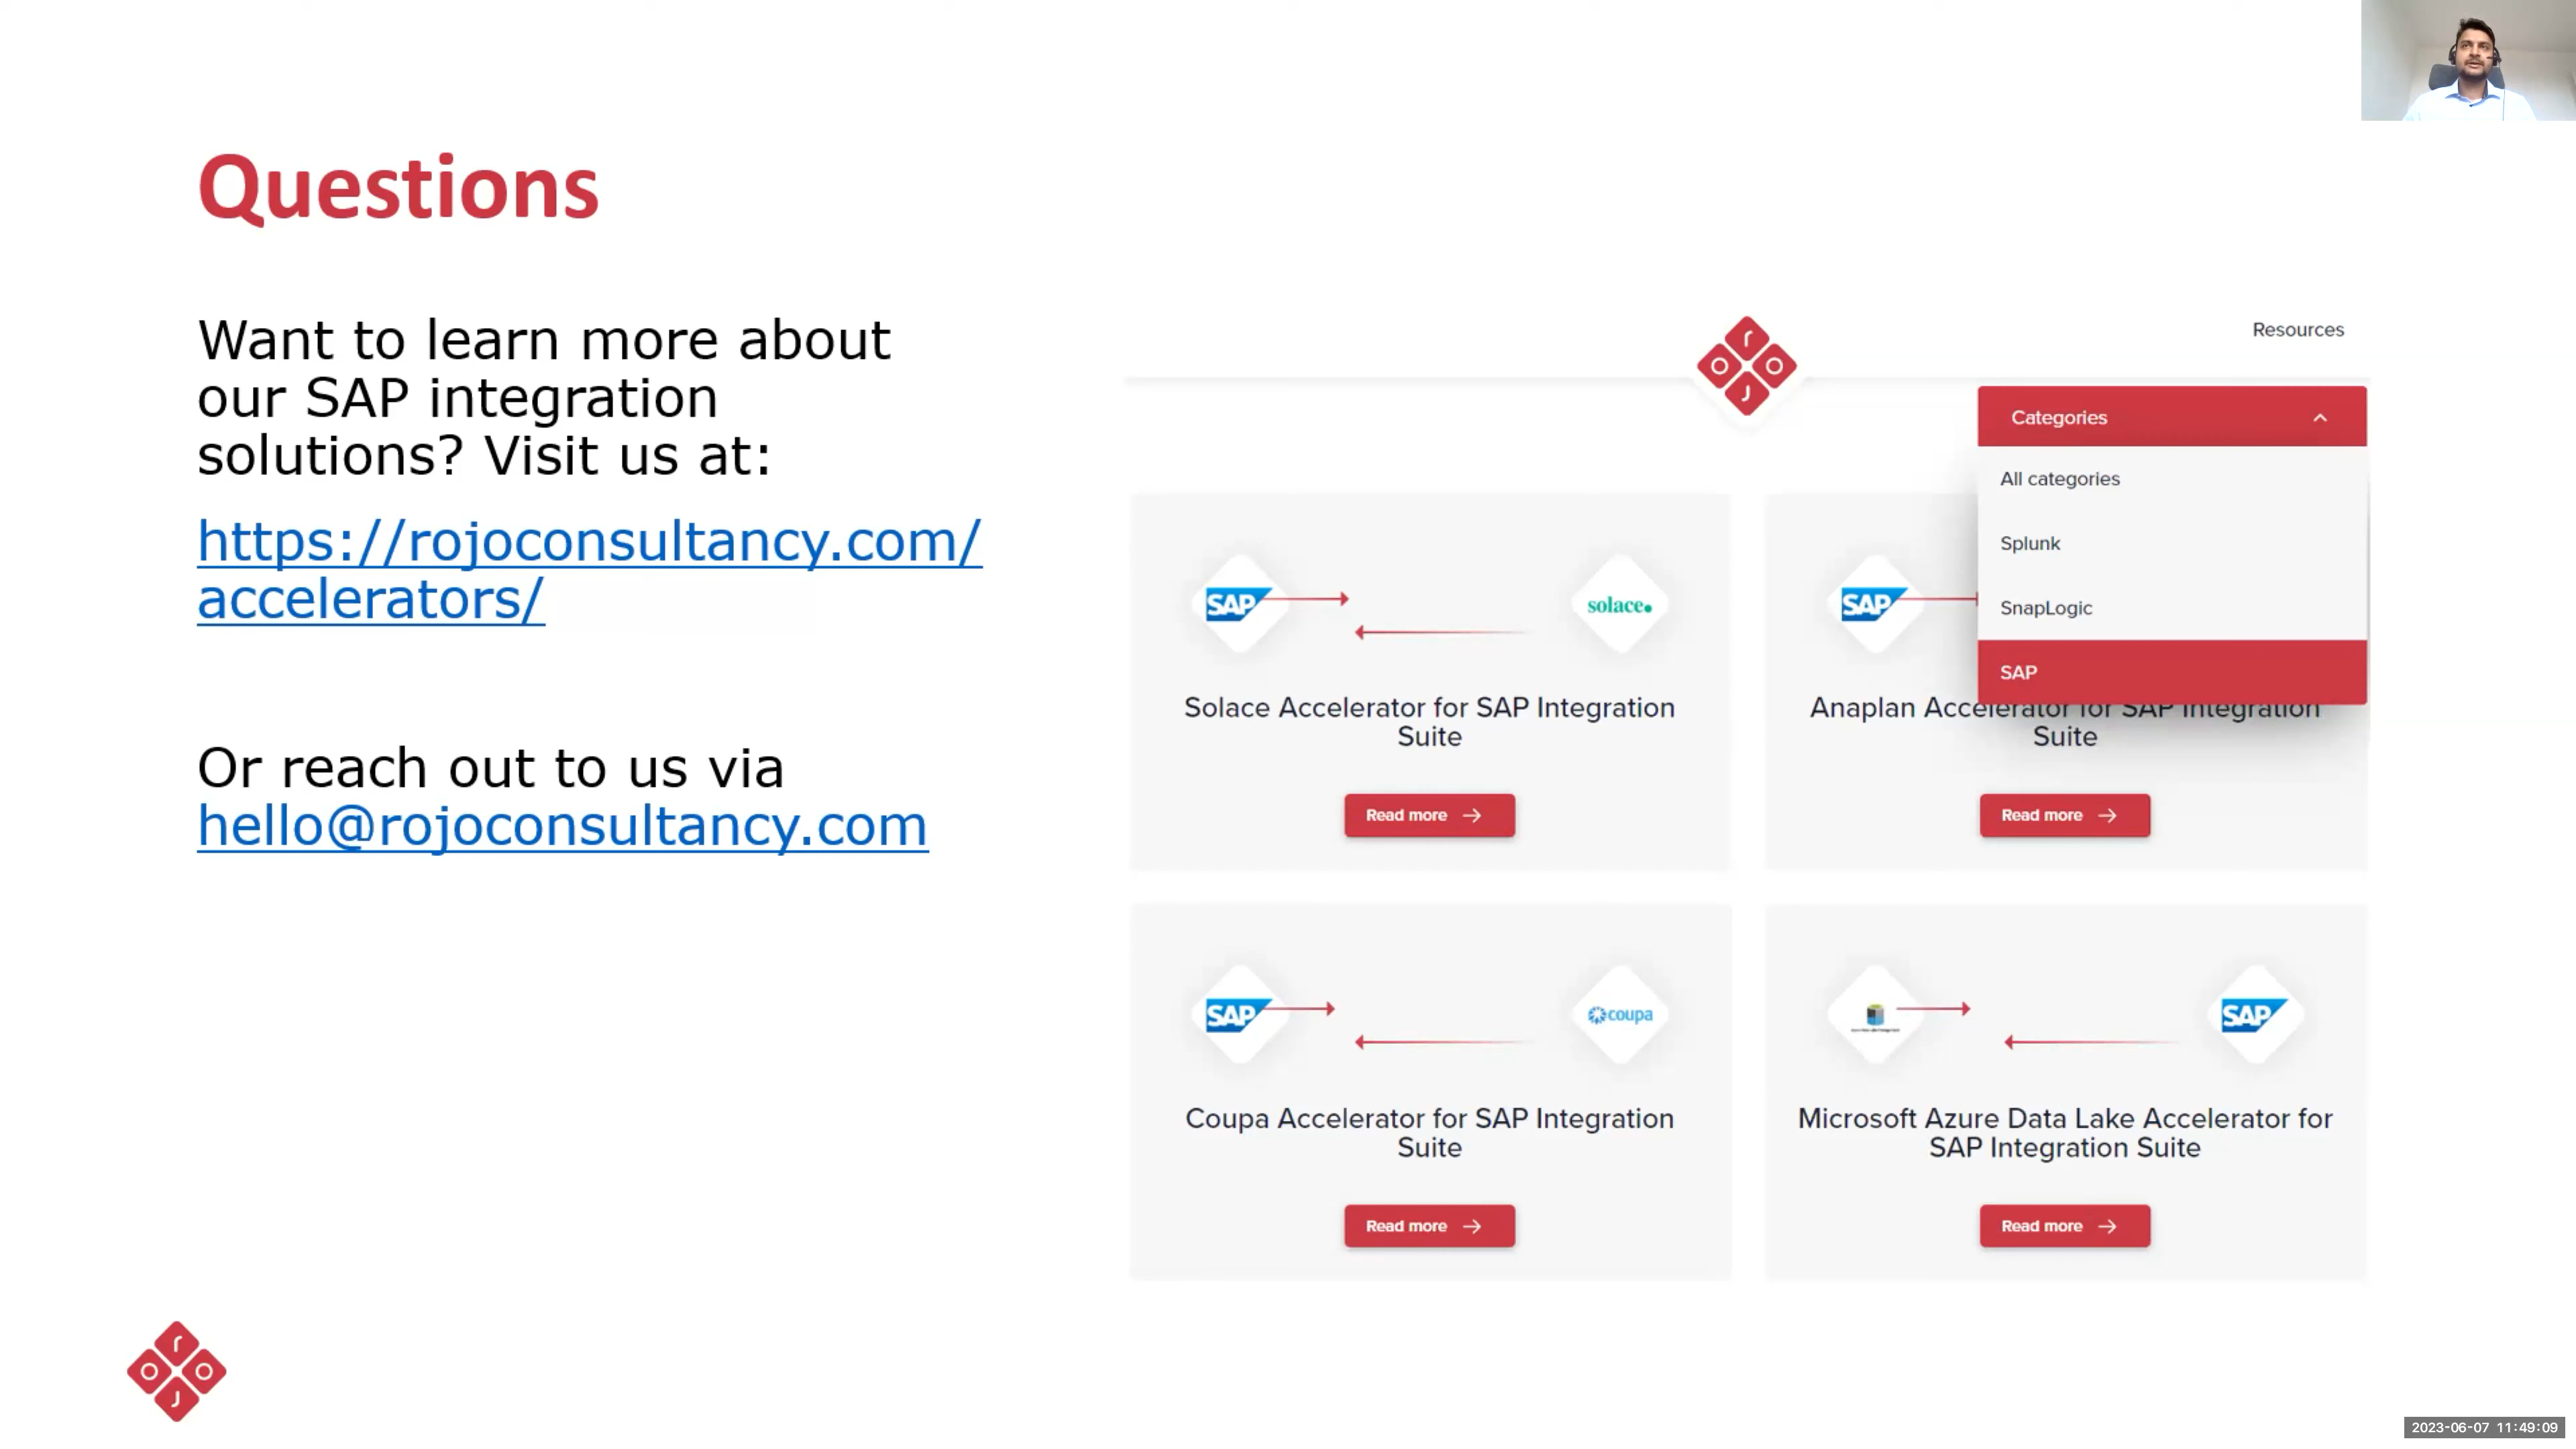 Questions
Want to learn more about
our SAP integration
solutions? Visit us at:
https://rojoconsultancy.com/
accelerators/
Or reach out to us via
hello@rojoconsultancy.com
r
O O
J
Resources
Categories
All categories
Splunk
SnapLogic
SAP
SAP
solace.
Solace Accelerator for SAP Integration
Suite
Read more
SAP
Anaplan Accelerator for SAP Integration
Suite
Read more
SAP
coupa
Coupa Accelerator for SAP Integration
Suite
Read more
SAP
Microsoft Azure Data Lake Accelerator for
SAP Integration Suite
Read more
r
O O
J
2023-06-07 11:49:09